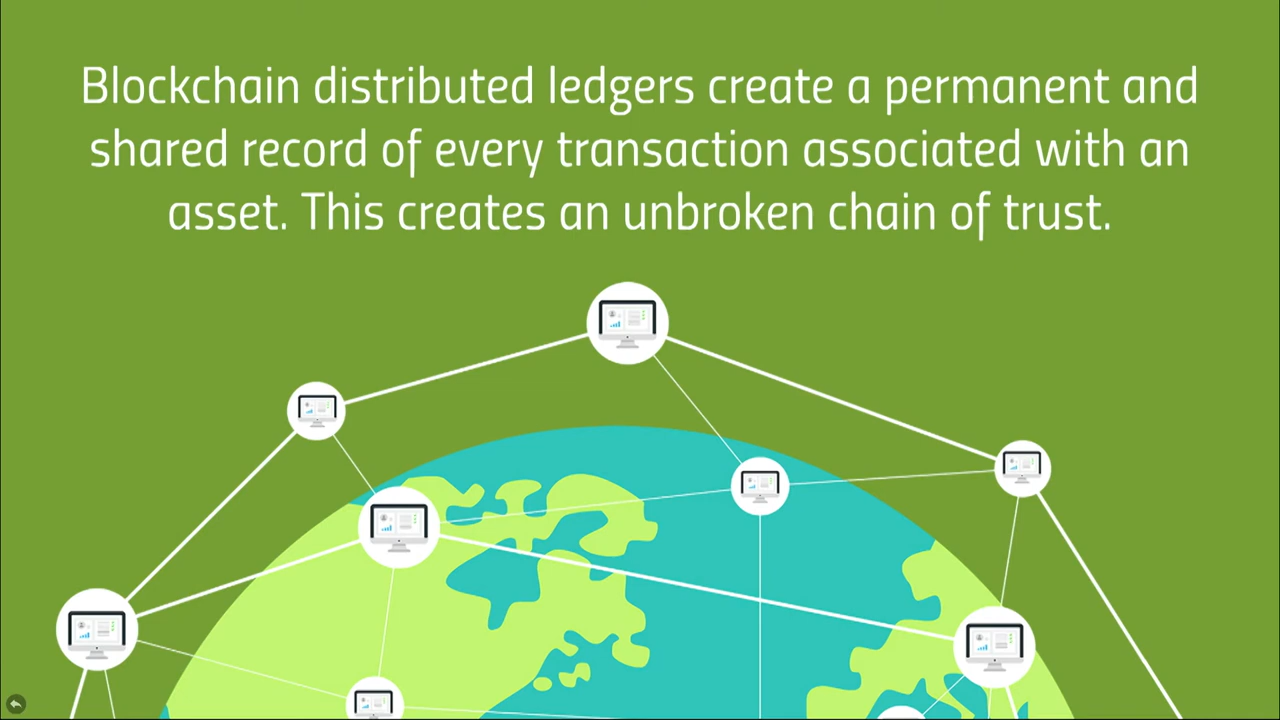 Blockchain distributed ledgers create a permanent and
shared record of every transaction associated with an
asset. This creates an unbroken chain of trust.